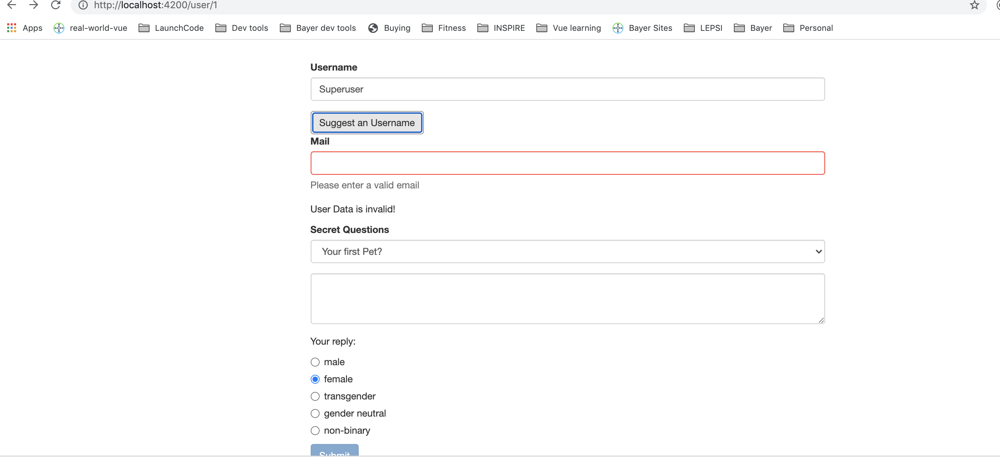 http://localhost:4200/user/1
Apps real-world-vue LaunchCode Dev tools Bayer dev tools Buying Fitness INSPIRE Vue learning Bayer Sites LEPSI Bayer Personal
Username
Superuser
Suggest an Username
Mail
Please enter a valid email
User Data is invalid!
Secret Questions
Your first Pet?
Your reply:
male
female
transgender
gender neutral
non-binary
Submit